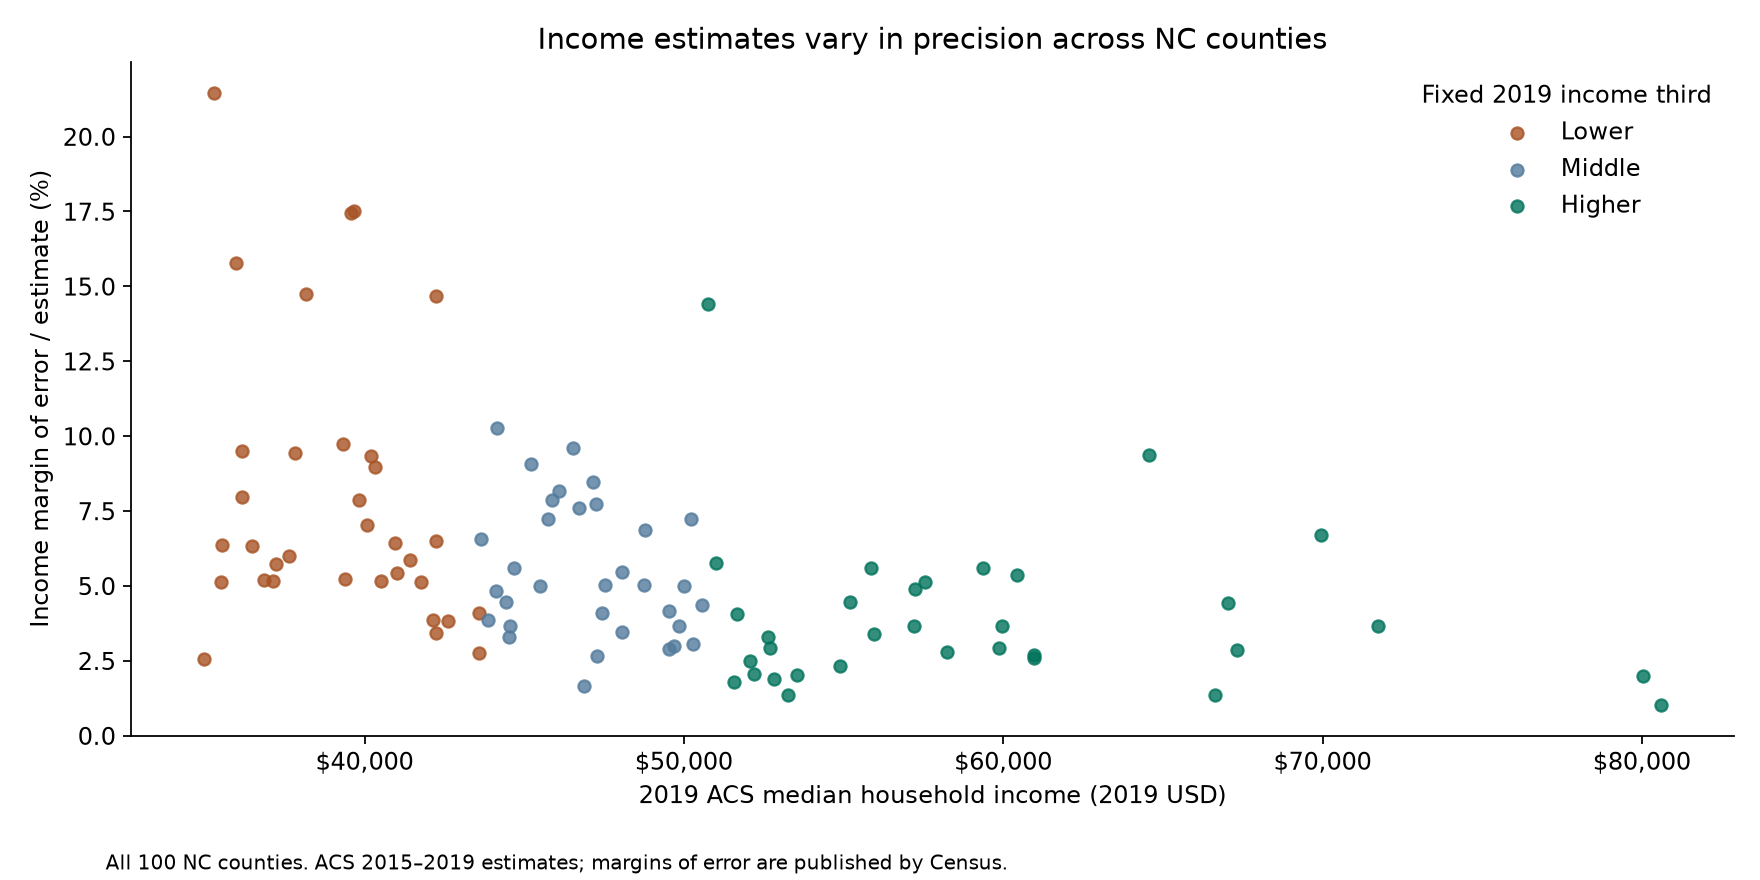 Income estimates vary in precision across NC counties
Fixed 2019 income third
Lower
Middle
Higher
Income margin of error / estimate (%)
20.0
17.5
15.0
12.5
10.0
7.5
5.0
2.5
0.0
$40,000
$50,000
$60,000
$70,000
$80,000
2019 ACS median household income (2019 USD)
All 100 NC counties. ACS 2015–2019 estimates; margins of error are published by Census.